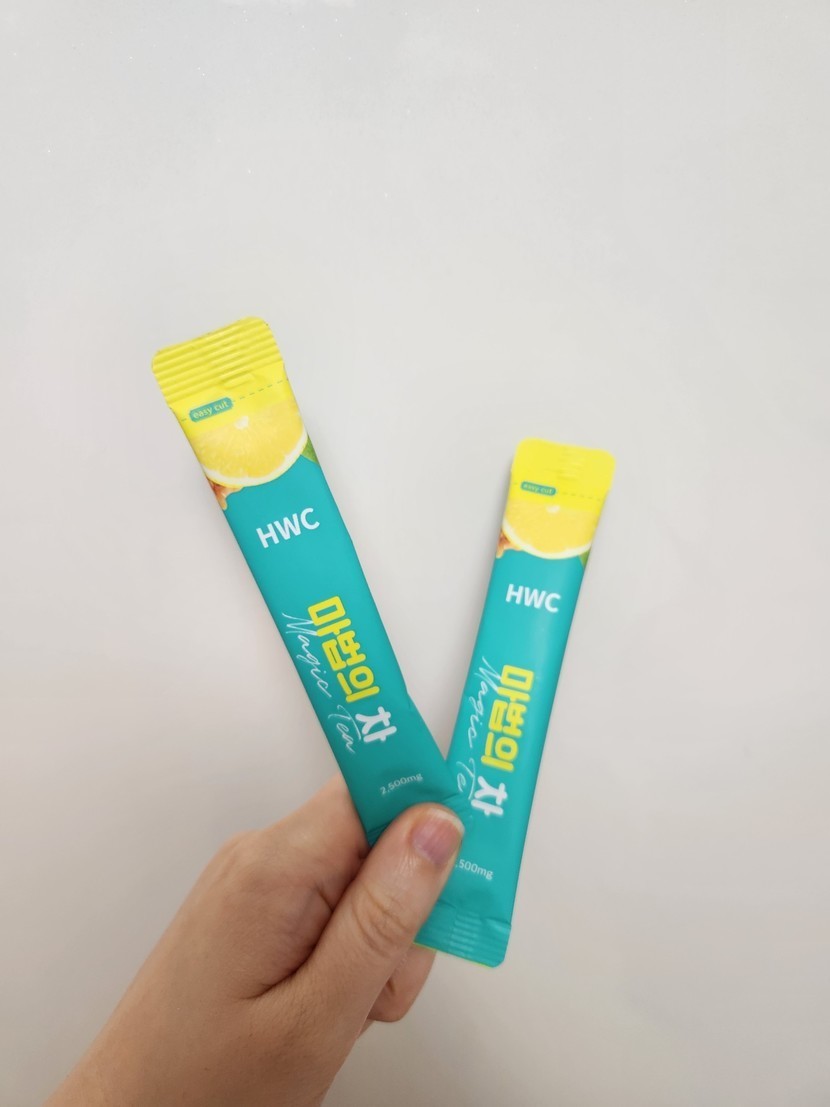 easy cut
HWC
마법의 차
Magic Tea
2,500mg
easy cut
HWC
마법의 차
Magic Te
,500mg